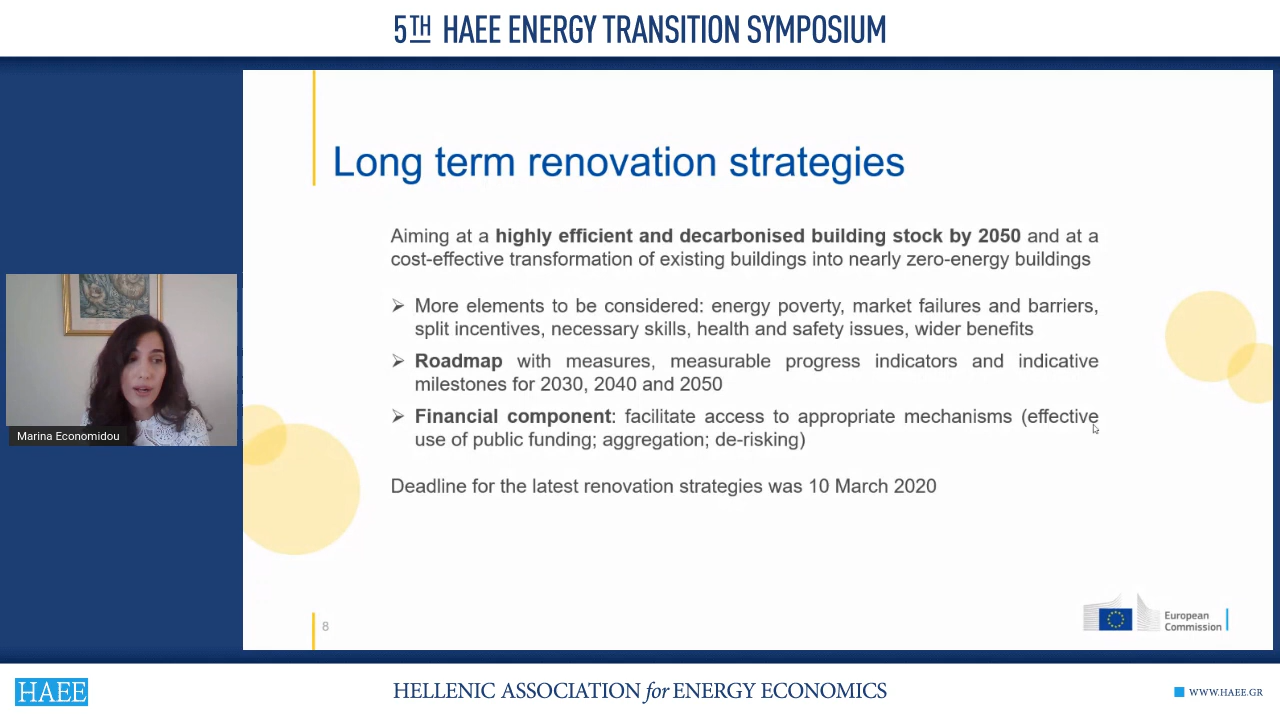 5TH HAEE ENERGY TRANSITION SYMPOSIUM
Long term renovation strategies
Aiming at a highly efficient and decarbonised building stock by 2050 and at a
cost-effective transformation of existing buildings into nearly zero-energy buildings
➢ More elements to be considered: energy poverty, market failures and barriers,
split incentives, necessary skills, health and safety issues, wider benefits
➢ Roadmap with measures, measurable progress indicators and indicative
milestones for 2030, 2040 and 2050
➢ Financial component: facilitate access to appropriate mechanisms (effective
use of public funding; aggregation; de-risking)
Deadline for the latest renovation strategies was 10 March 2020
Marina Economidou
8
European
Commission
HAEE
HELLENIC ASSOCIATION for ENERGY ECONOMICS
WWW.HAEE.GR